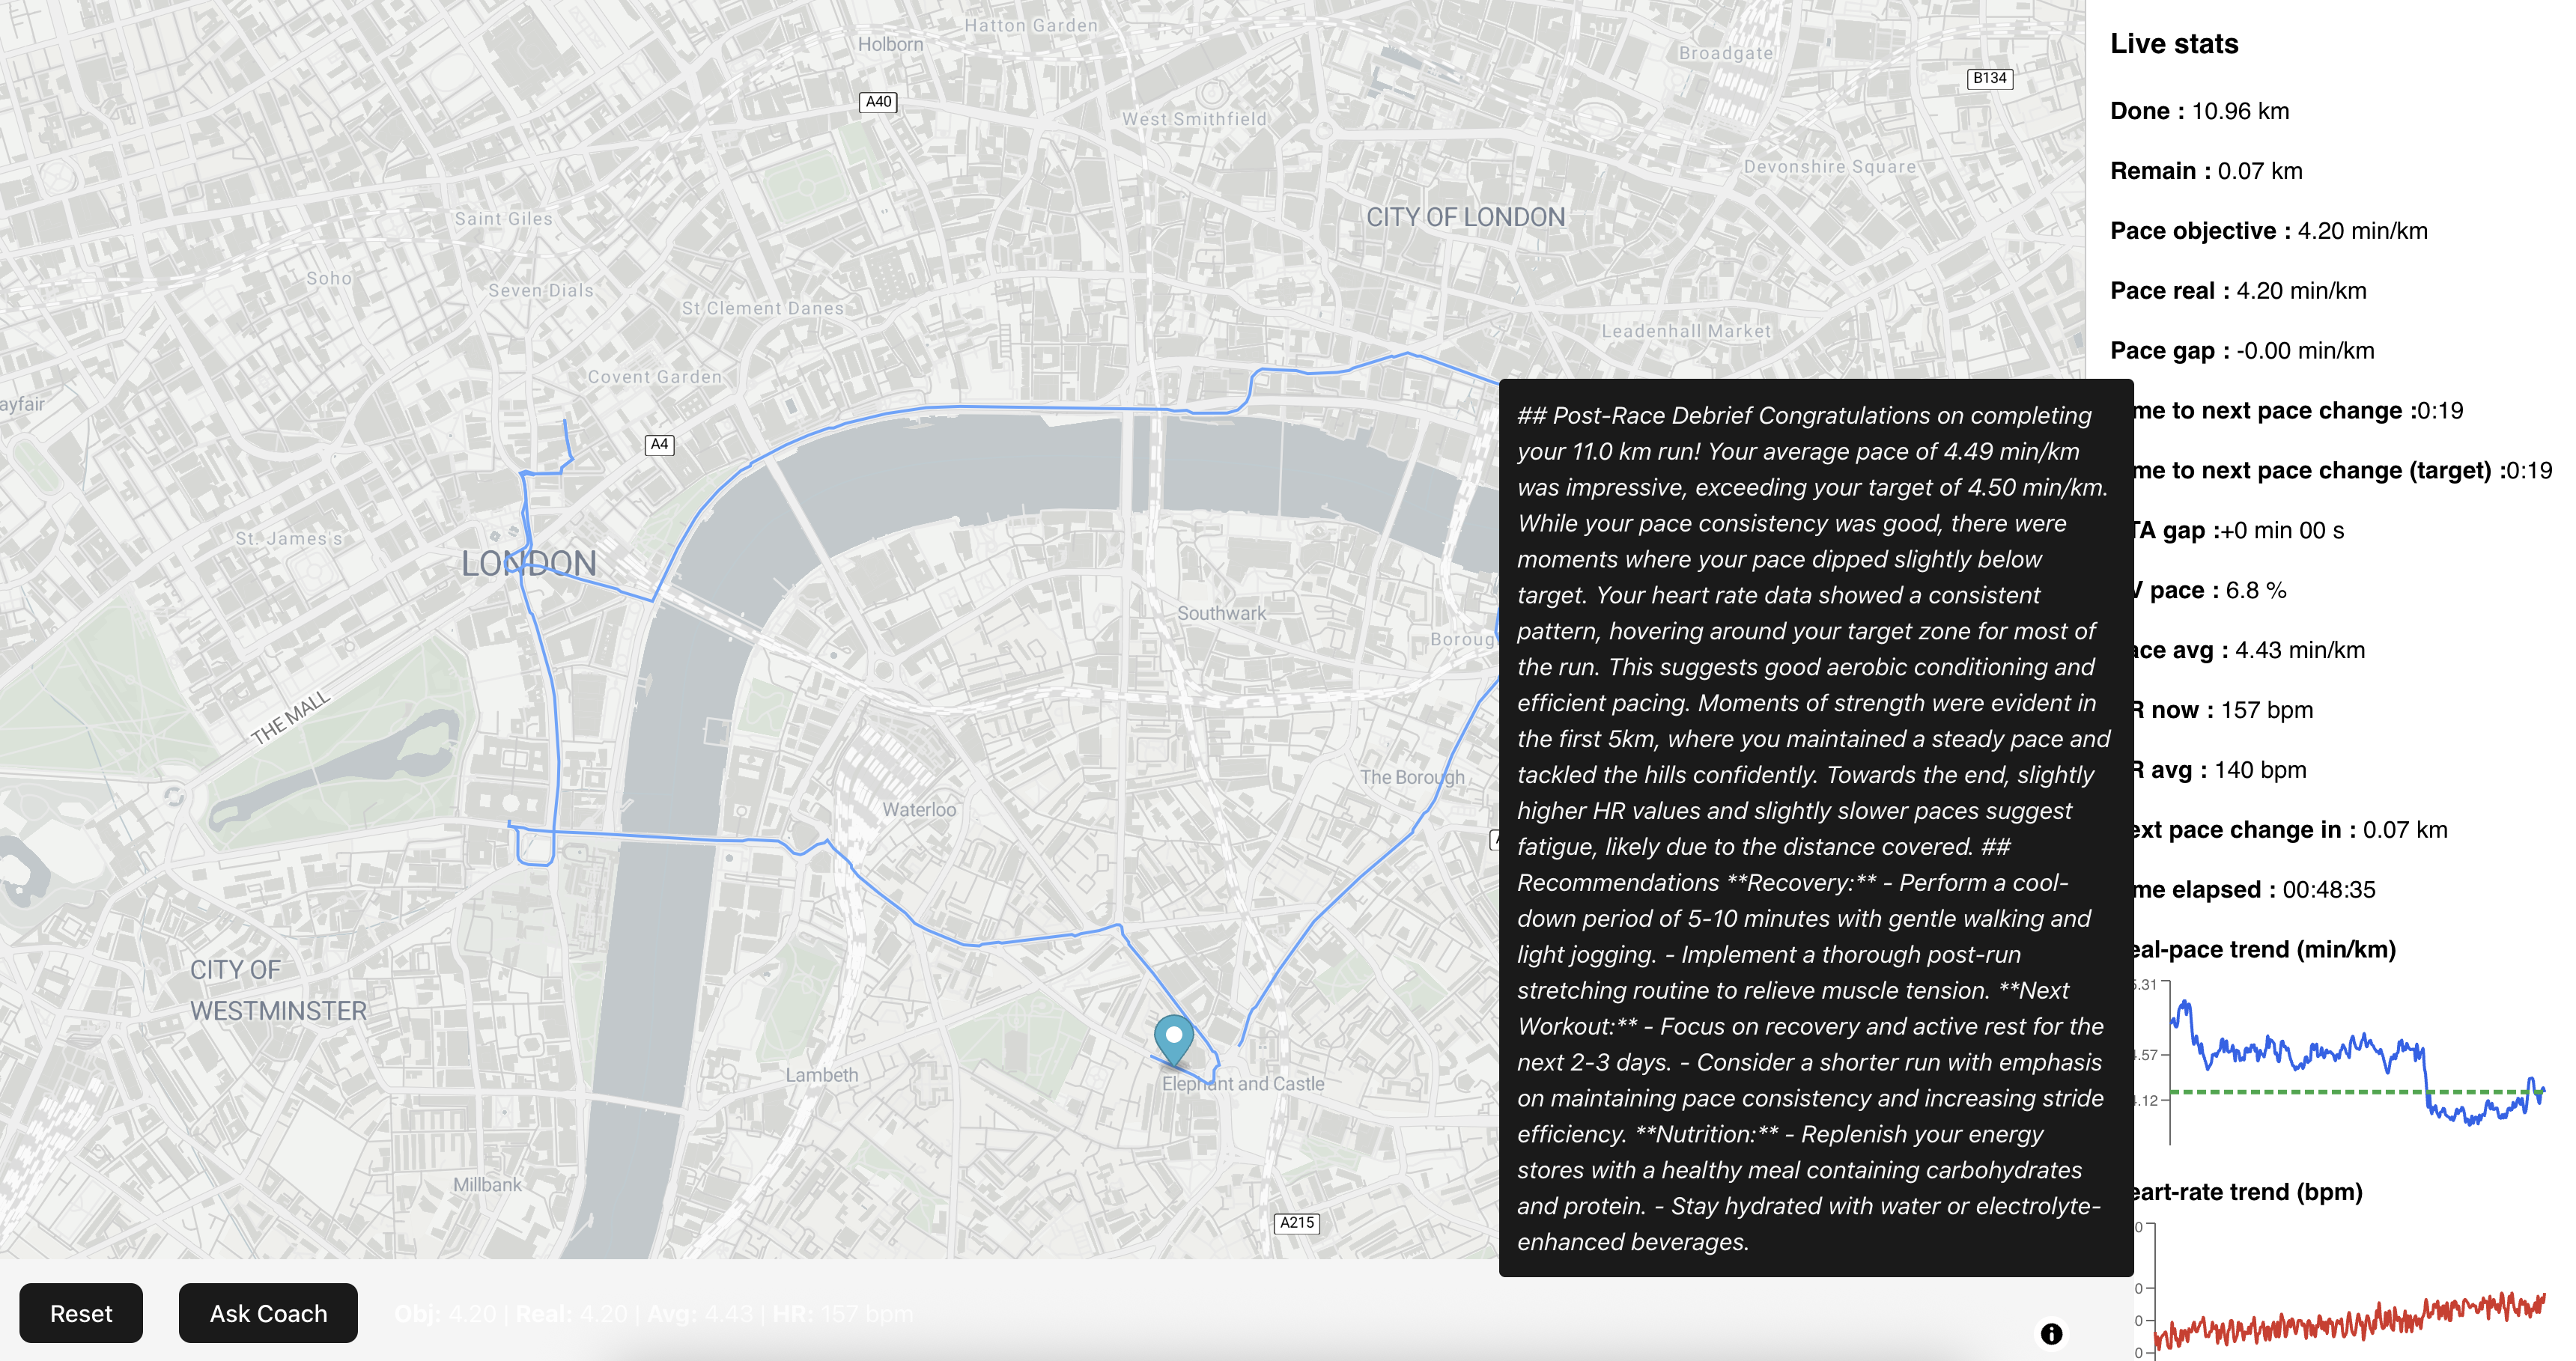 Hatton Garden
Holborn
Broadgate
B134
A40
West Smithfield
Devonshire Square
Saint Giles
CITY OF LONDON
Soho
Seven Dials
St Clement Danes
Leadenhall Market
Covent Garden
ayfair
A4
St. James's
LONDON
Southwark
Boroug
THE MALL
The Borough
Waterloo
CITY OF
WESTMINSTER
Lambeth
Elephant and Castle
Millbank
A215
## Post-Race Debrief Congratulations on completing
your 11.0 km run! Your average pace of 4.49 min/km
was impressive, exceeding your target of 4.50 min/km.
While your pace consistency was good, there were
moments where your pace dipped slightly below
target. Your heart rate data showed a consistent
pattern, hovering around your target zone for most of
the run. This suggests good aerobic conditioning and
efficient pacing. Moments of strength were evident in
the first 5km, where you maintained a steady pace and
tackled the hills confidently. Towards the end, slightly
higher HR values and slightly slower paces suggest
fatigue, likely due to the distance covered. ##
Recommendations **Recovery:** - Perform a cool-
down period of 5-10 minutes with gentle walking and
light jogging. - Implement a thorough post-run
stretching routine to relieve muscle tension. **Next
Workout:** - Focus on recovery and active rest for the
next 2-3 days. - Consider a shorter run with emphasis
on maintaining pace consistency and increasing stride
efficiency. **Nutrition:** - Replenish your energy
stores with a healthy meal containing carbohydrates
and protein. - Stay hydrated with water or electrolyte-
enhanced beverages.
Live stats
Done : 10.96 km
Remain : 0.07 km
Pace objective : 4.20 min/km
Pace real : 4.20 min/km
Pace gap : -0.00 min/km
me to next pace change :0:19
me to next pace change (target) :0:19
TA gap :+0 min 00 s
V pace : 6.8 %
ace avg : 4.43 min/km
R now : 157 bpm
R avg : 140 bpm
ext pace change in : 0.07 km
me elapsed : 00:48:35
eal-pace trend (min/km)
5.31
.57
.12
eart-rate trend (bpm)
0
0
0
0
Reset
Ask Coach
Obj: 4.20 | Real: 4.20 | Avg: 4.43 | HR: 157 bpm